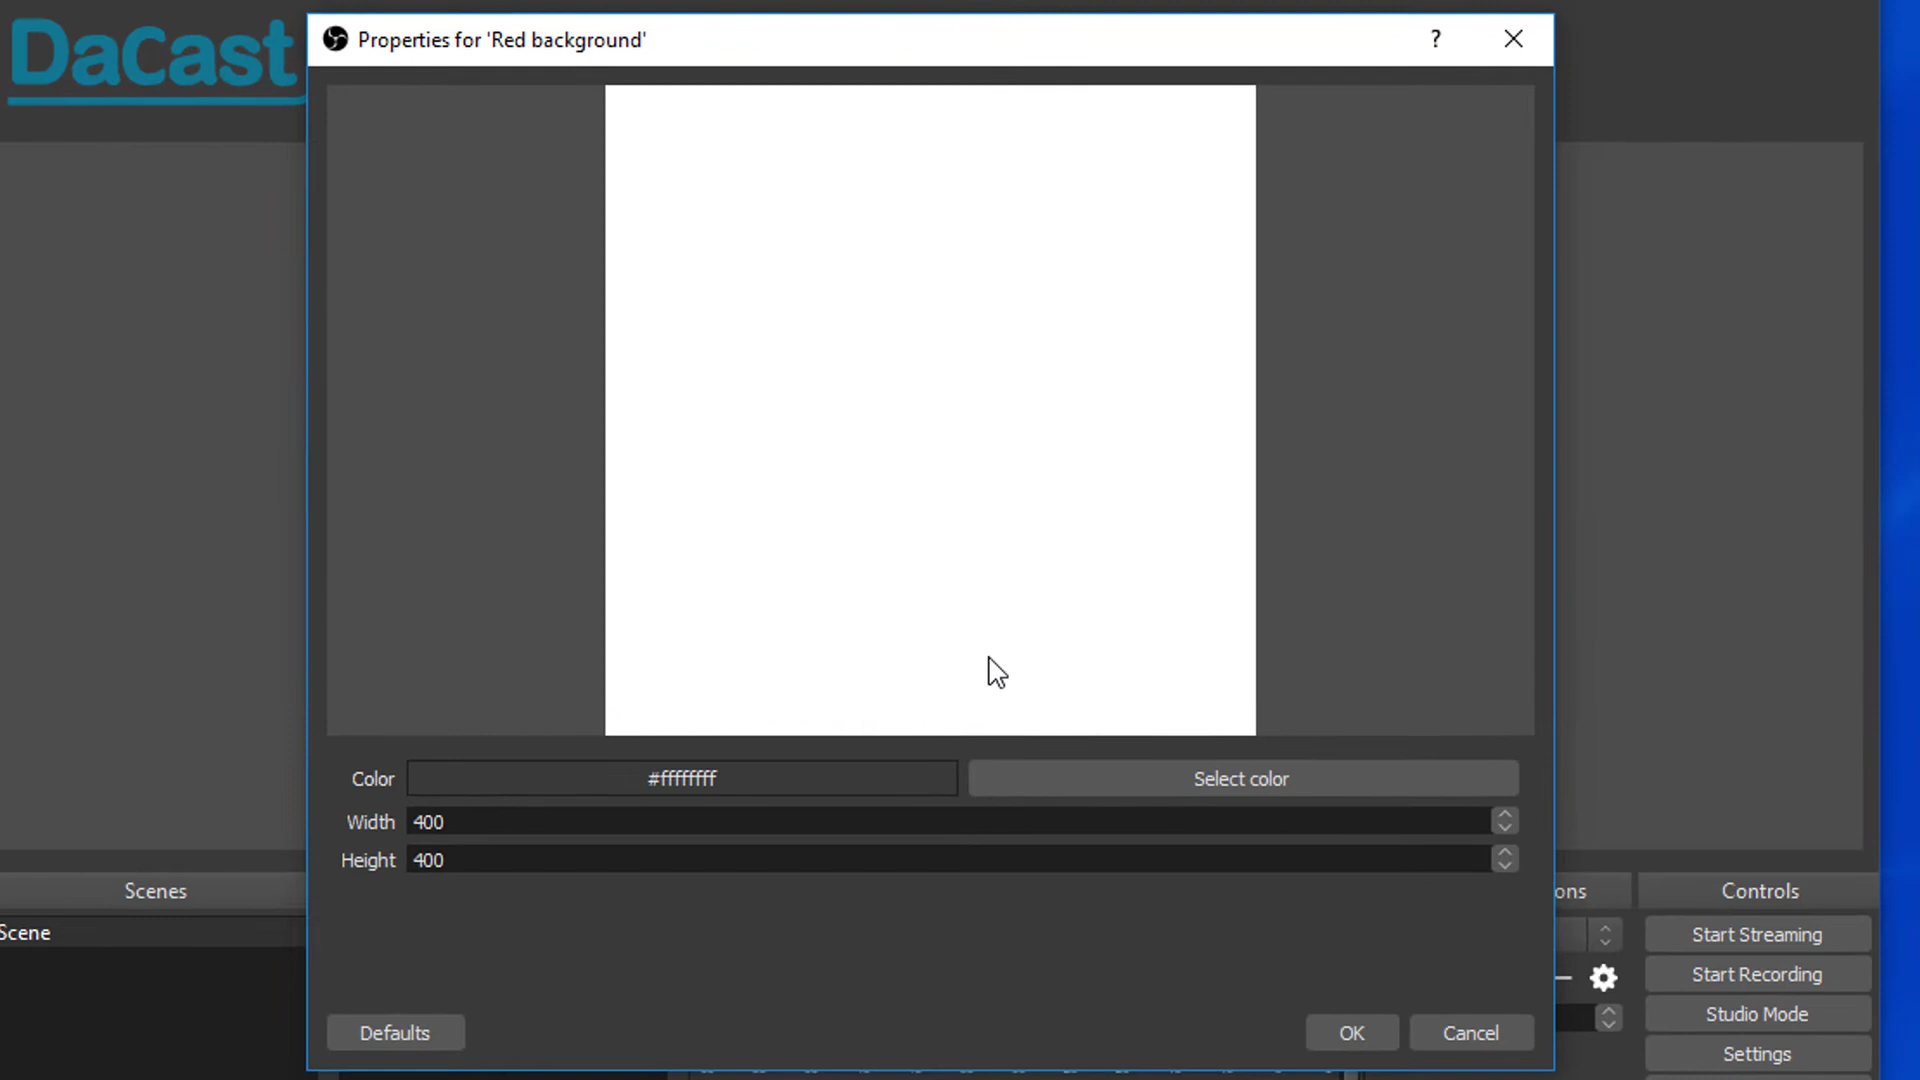 DaCast
Properties for 'Red background'
?
Color
#ffffffff
Select color
Width
400
Height
400
Scenes
ons
Controls
Scene
Start Streaming
Start Recording
Studio Mode
Settings
Defaults
OK
Cancel